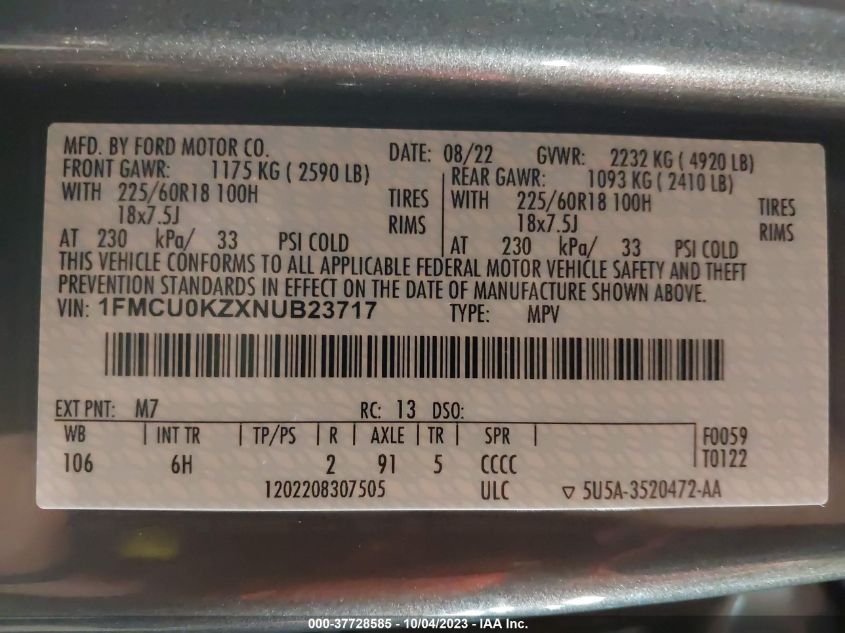 MFD. BY FORD MOTOR CO. DATE: 08/22 GVWR: 2232 KG ( 4920 LB)
FRONT GAWR: 1175 KG ( 2590 LB) REAR GAWR: 1093 KG ( 2410 LB)
WITH 225/60R18 100H TIRES WITH 225/60R18 100H TIRES
18x7.5J RIMS 18x7.5J RIMS
AT 230 kPa/ 33 PSI COLD AT 230 kPa/ 33 PSI COLD
THIS VEHICLE CONFORMS TO ALL APPLICABLE FEDERAL MOTOR VEHICLE SAFETY AND THEFT
PREVENTION STANDARDS IN EFFECT ON THE DATE OF MANUFACTURE SHOWN ABOVE.
VIN: 1FMCU0KZXNUB23717 TYPE: MPV
EXT PNT: M7 RC: 13 DSO:
WB | INT TR | TP/PS | R | AXLE | TR | SPR | F0059
106 6H 2 91 5 CCCC T0122
1202208307505 ULC ▽ 5U5A-3520472-AA
000-37728585 - 10/04/2023 - IAA Inc.